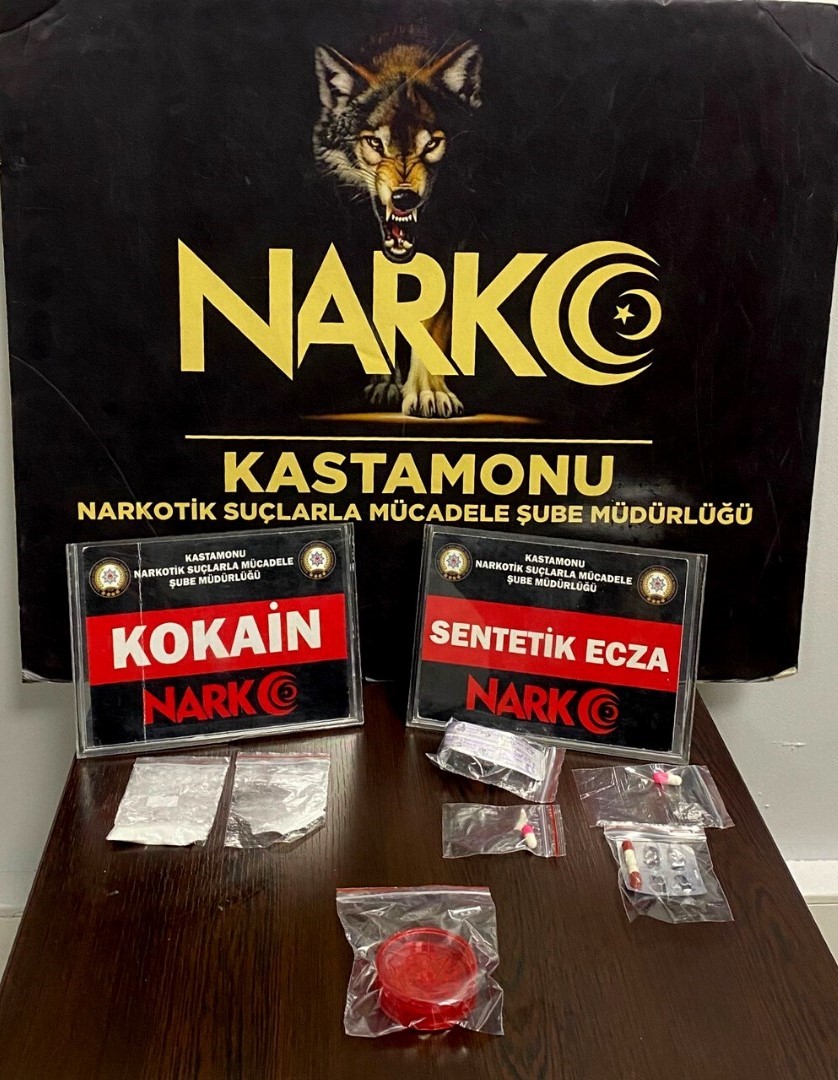 NARKO
KASTAMONU
NARKOTİK SUÇLARLA MÜCADELE ŞUBE MÜDÜRLÜĞÜ
KASTAMONU
NARKOTİK SUÇLARLA MÜCADELE
ŞUBE MÜDÜRLÜĞÜ
KOKAİN
NARKO
KASTAMONU
NARKOTİK SUÇLARLA MÜCADELE
ŞUBE MÜDÜRLÜĞÜ
SENTETİK ECZA
NARKO